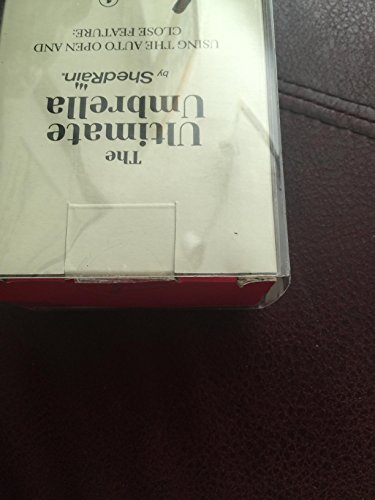 The
Ultimate
Umbrella
by ShedRain.
USING THE AUTO OPEN AND
CLOSE FEATURE: